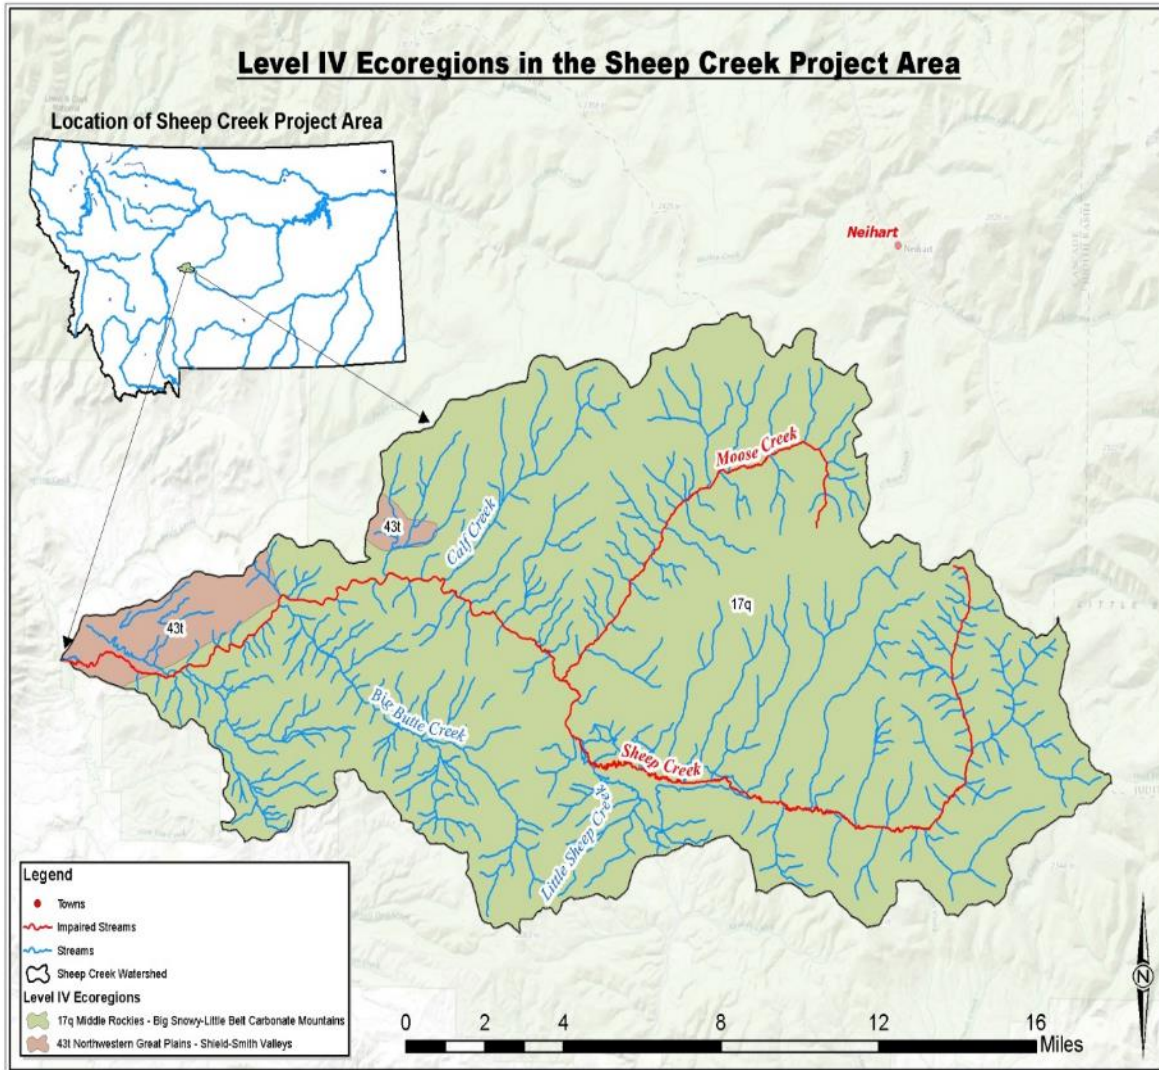 Level IV Ecoregions in the Sheep Creek Project Area
Location of Sheep Creek Project Area
Neihart
Neihart
Moose Creek
Calf Creek
43t
17q
43t
Big Butte Creek
Sheep Creek
Little Sheep Creek
Legend
Towns
Impaired Streams
Streams
Sheep Creek Watershed
Level IV Ecoregions
17q Middle Rockies - Big Snowy-Little Belt Carbonate Mountains
43t Northwestern Great Plains - Shield-Smith Valleys
0 2 4 8 12 16
Miles
N